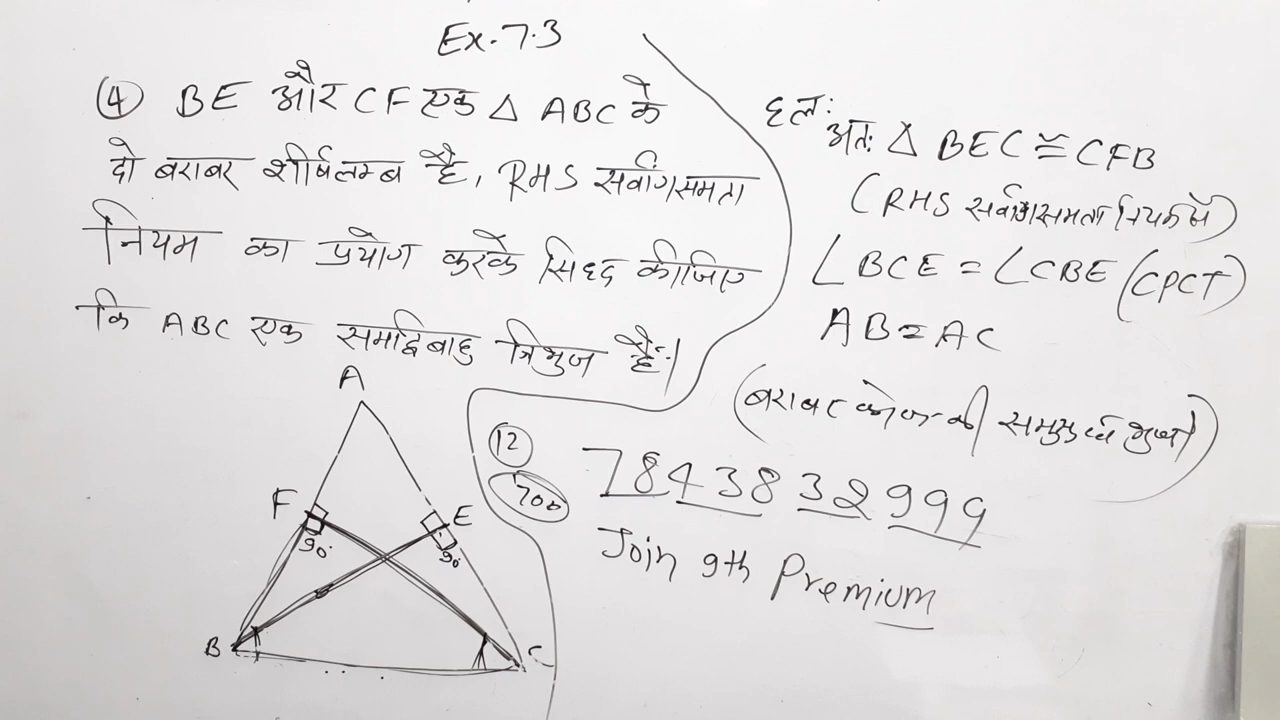 Ex.7.3
(4) BE और CF एक △ ABC के
दो बराबर शीर्षलम्ब है, RHS सर्वांगसमता
नियम का प्रयोग करके सिध्द कीजिए
कि ABC एक समद्विबाहु त्रिभुज है।
A
F
E
90°
90°
B
C
हल:
अत: △ BEC ≅ CFB
(RHS सर्वांगसमता नियम से)
∠BCE = ∠CBE (CPCT)
AB = AC
(बराबर कोण की सम्मुख भुजा)
12
700
7843832999
Join 9th Premium